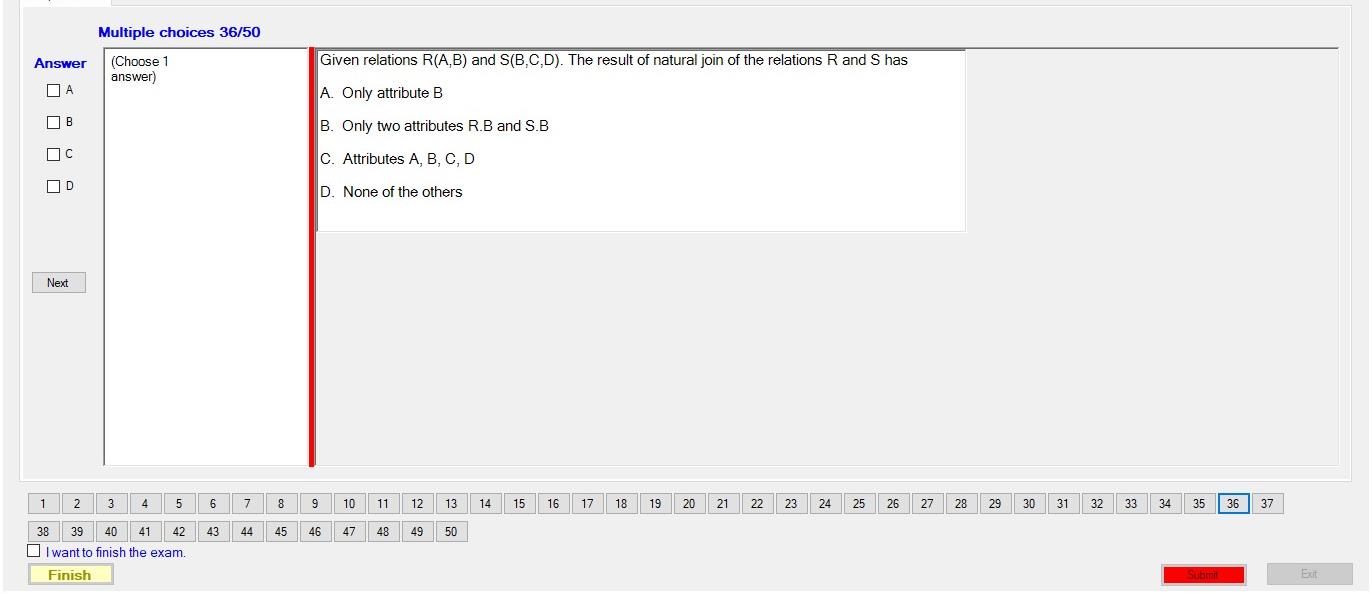 Multiple choices 36/50
Answer
A
B
C
D
Next
(Choose 1
answer)
Given relations R(A,B) and S(B,C,D). The result of natural join of the relations R and S has
A. Only attribute B
B. Only two attributes R.B and S.B
C. Attributes A, B, C, D
D. None of the others
1 2 3 4 5 6 7 8 9 10 11 12 13 14 15 16 17 18 19 20 21 22 23 24 25 26 27 28 29 30 31 32 33 34 35 36 37
38 39 40 41 42 43 44 45 46 47 48 49 50
I want to finish the exam.
Finish
Submit
Exit